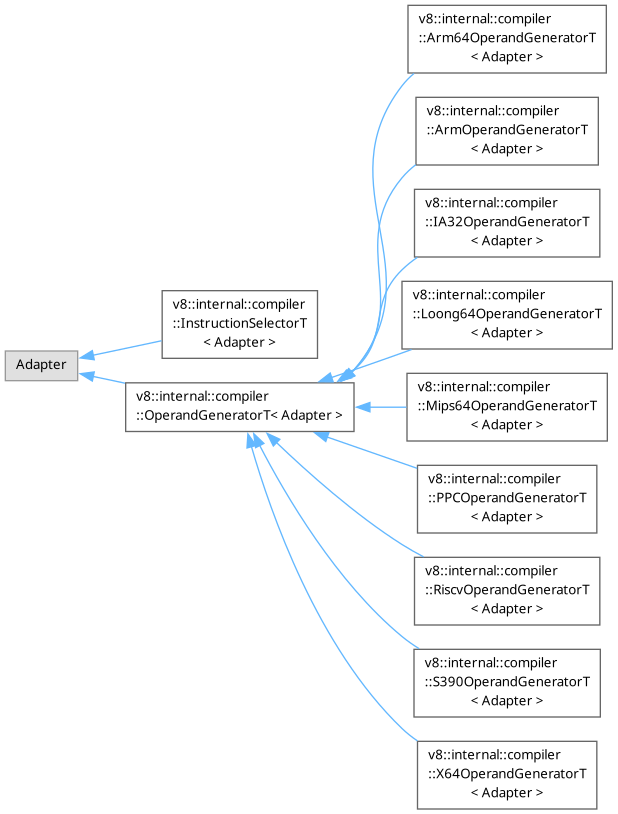 Adapter
v8::internal::compiler
::InstructionSelectorT
< Adapter >
v8::internal::compiler
::OperandGeneratorT< Adapter >
v8::internal::compiler
::Arm64OperandGeneratorT
< Adapter >
v8::internal::compiler
::ArmOperandGeneratorT
< Adapter >
v8::internal::compiler
::IA32OperandGeneratorT
< Adapter >
v8::internal::compiler
::Loong64OperandGeneratorT
< Adapter >
v8::internal::compiler
::Mips64OperandGeneratorT
< Adapter >
v8::internal::compiler
::PPCOperandGeneratorT
< Adapter >
v8::internal::compiler
::RiscvOperandGeneratorT
< Adapter >
v8::internal::compiler
::S390OperandGeneratorT
< Adapter >
v8::internal::compiler
::X64OperandGeneratorT
< Adapter >